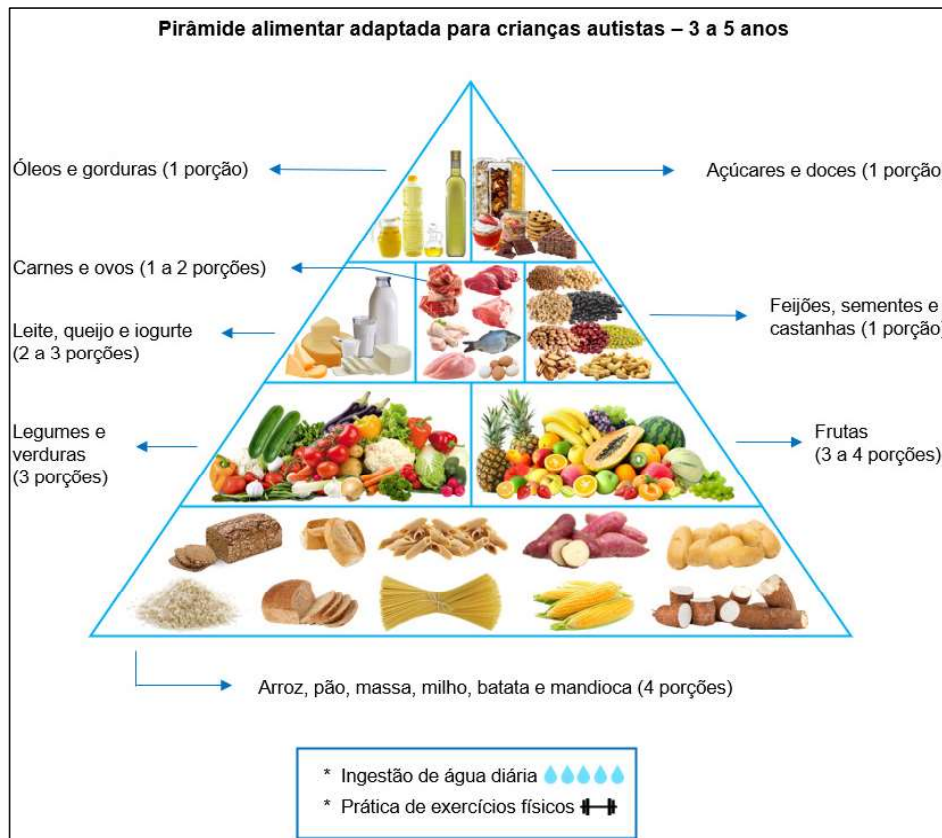 Pirâmide alimentar adaptada para crianças autistas – 3 a 5 anos
Óleos e gorduras (1 porção)
Açúcares e doces (1 porção
Carnes e ovos (1 a 2 porções)
Leite, queijo e iogurte
(2 a 3 porções)
Feijões, sementes e
castanhas (1 porção)
Legumes e
verduras
(3 porções)
Frutas
(3 a 4 porções)
Arroz, pão, massa, milho, batata e mandioca (4 porções)
* Ingestão de água diária
* Prática de exercícios físicos